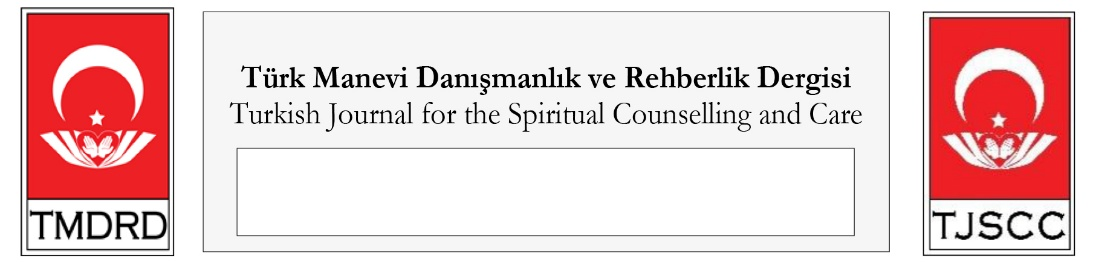 Türk Manevi Danışmanlık ve Rehberlik Dergisi
Turkish Journal for the Spiritual Counselling and Care
TMDRD
TJSCC